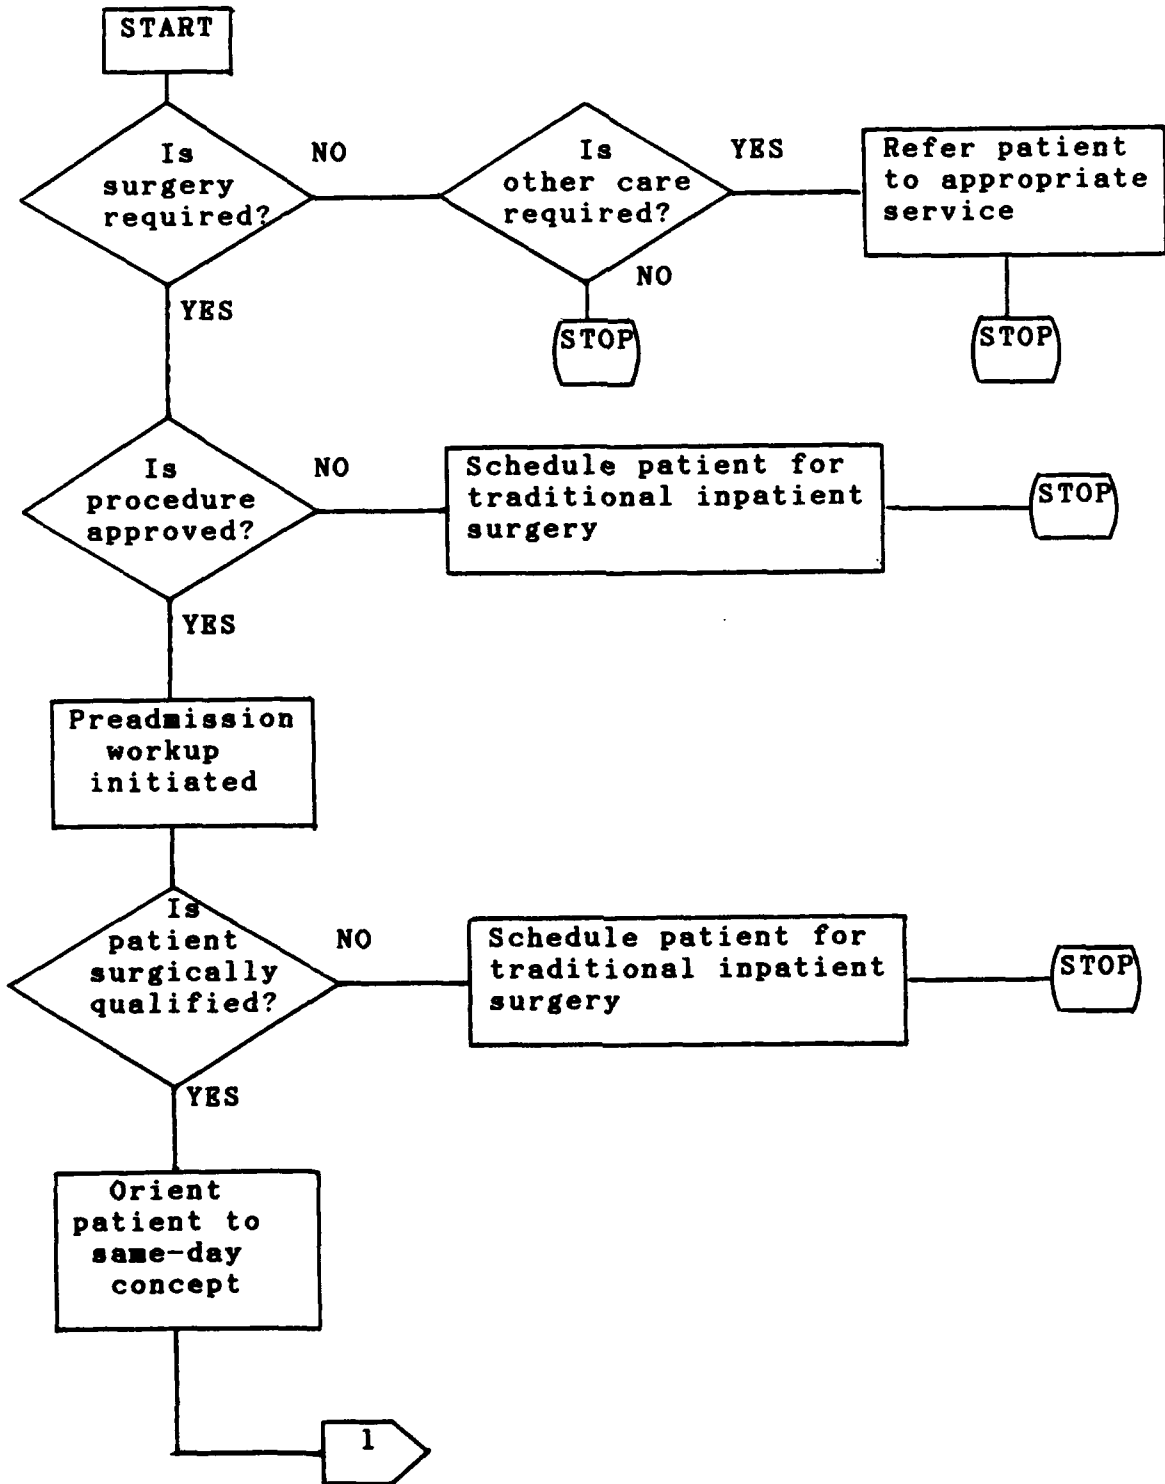 START
Is
surgery
required?
NO
Is
other care
required?
YES
Refer patient
to appropriate
service
NO
STOP
STOP
YES
Is
procedure
approved?
NO
Schedule patient for
traditional inpatient
surgery
STOP
YES
Preadmission
workup
initiated
Is
patient
surgically
qualified?
NO
Schedule patient for
traditional inpatient
surgery
STOP
YES
Orient
patient to
same-day
concept
1